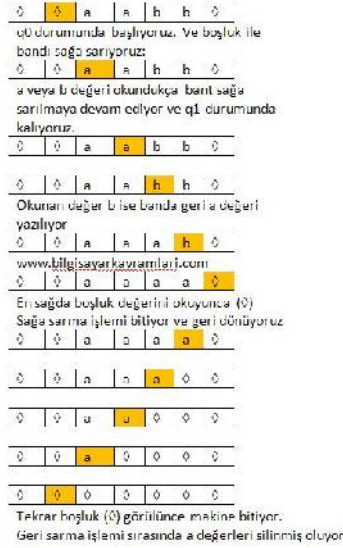 ◊ ◊ a a b b ◊
q0 durumunda başlıyoruz. Ve boşluk ile
bandı sağa sarıyoruz:
◊ ◊ a a b b ◊
a veya b değeri okundukça bant sağa
sarılmaya devam ediyor ve q1 durumunda
kalıyoruz.
◊ ◊ a a b b ◊
◊ ◊ a a b b ◊
Okunan değer b ise banda geri a değeri
yazılıyor
◊ ◊ a a a b ◊
www.bilgisayarkavramlari.com
◊ ◊ a a a a ◊
En sağda boşluk değerini okuyunca (◊)
Sağa sarma işlemi bitiyor ve geri dönüyoruz
◊ ◊ a a a a ◊
◊ ◊ a a a ◊ ◊
◊ ◊ a a ◊ ◊ ◊
◊ ◊ a ◊ ◊ ◊ ◊
◊ ◊ ◊ ◊ ◊ ◊ ◊
Tekrar boşluk (◊) görülünce makine bitiyor.
Geri sarma işlemi sırasında a değerleri silinmiş oluyor